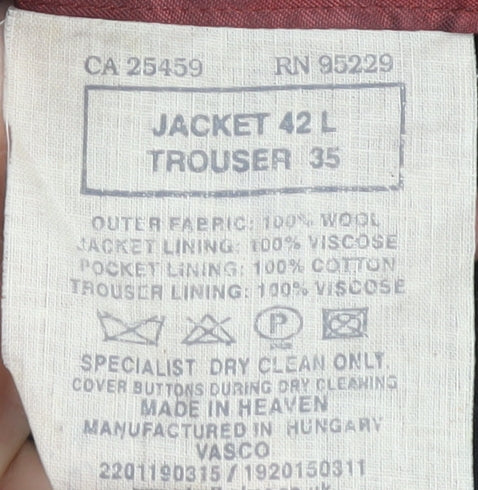 CA 25459 RN 95229
JACKET 42 L
TROUSER 35
OUTER FABRIC: 100% WOOL
JACKET LINING: 100% VISCOSE
POCKET LINING: 100% COTTON
TROUSER LINING: 100% VISCOSE
P
SPECIALIST DRY CLEAN ONLY.
COVER BUTTONS DURING DRY CLEANING
MADE IN HEAVEN
MANUFACTURED IN HUNGARY
VASCO
2201190315 / 1920150311